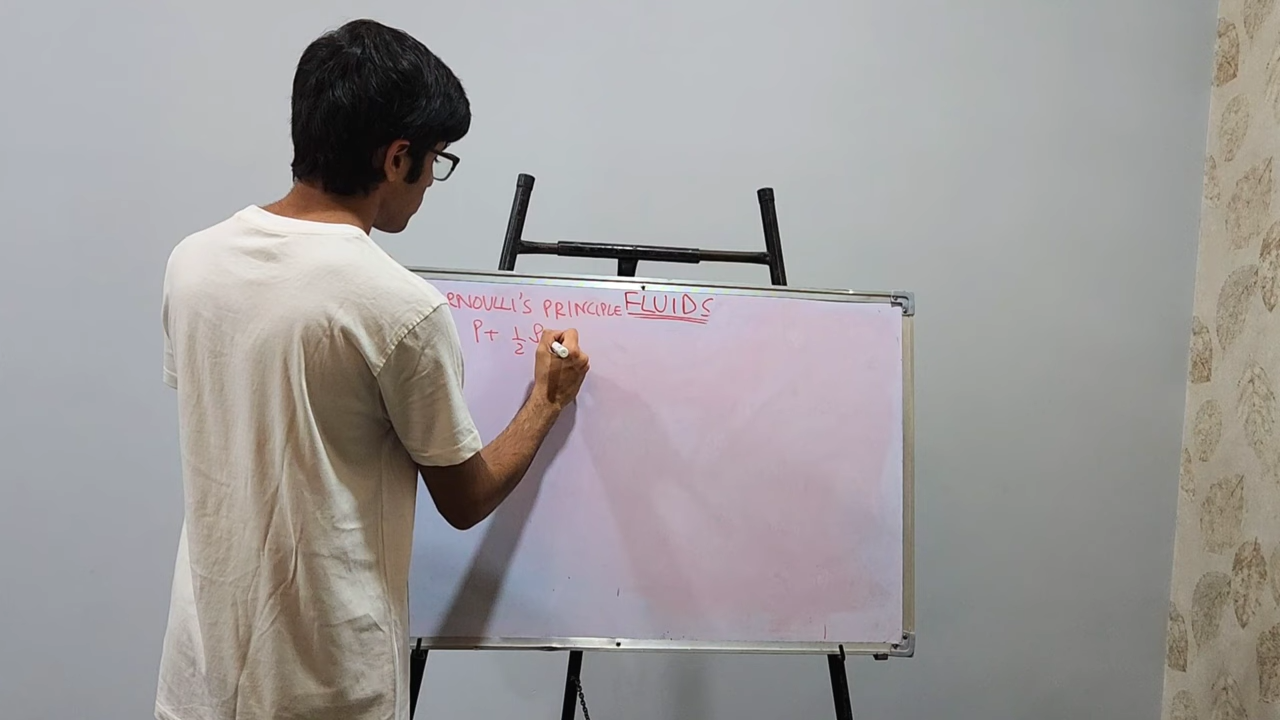 RNOULLI'S PRINCIPLE FLUIDS
P + 1/2 ρ